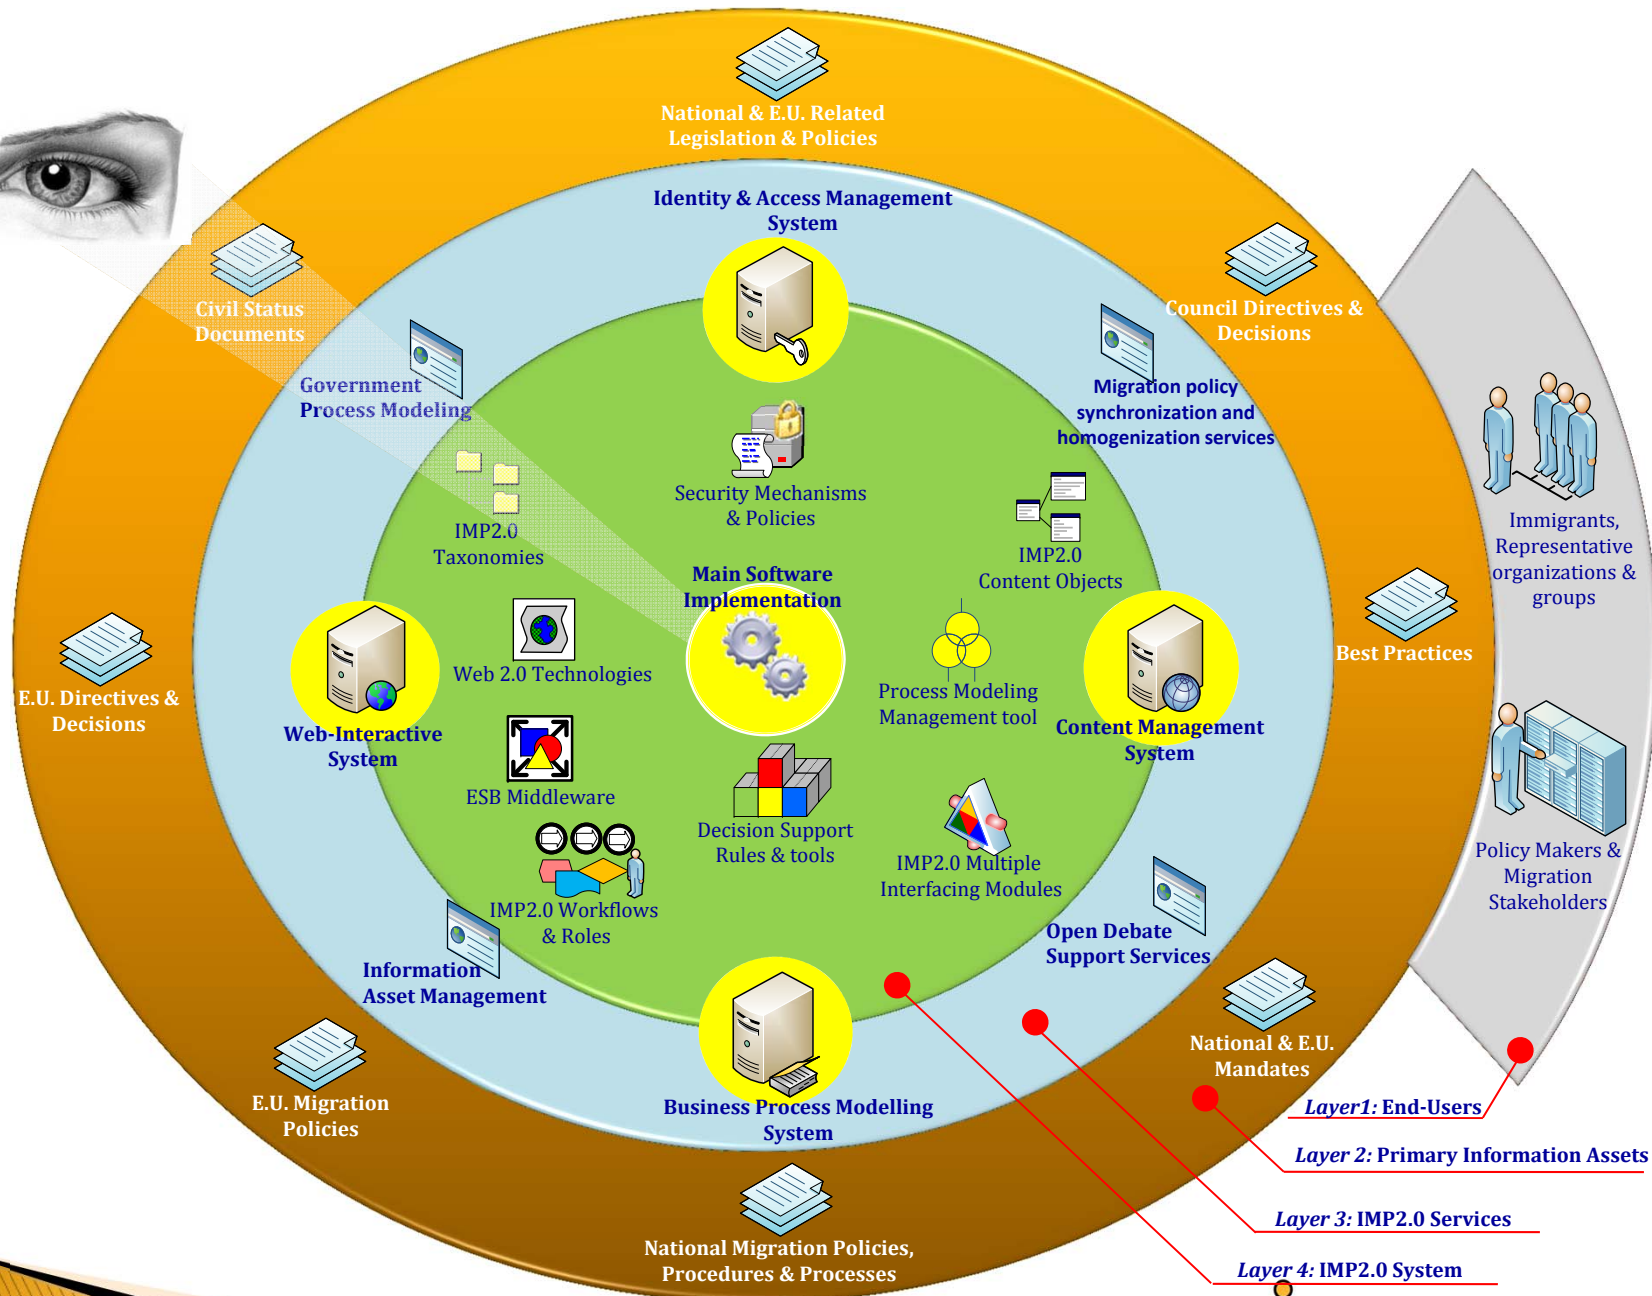 National & E.U. Related
Legislation & Policies
Identity & Access Management
System
Civil Status
Documents
Council Directives &
Decisions
Government
Process Modeling
Migration policy
synchronization and
homogenization services
Security Mechanisms
& Policies
IMP2.0
Taxonomies
IMP2.0
Content Objects
Immigrants,
Representative
organizations &
groups
Main Software
Implementation
Web 2.0 Technologies
Process Modeling
Management tool
Best Practices
E.U. Directives &
Decisions
Web-Interactive
System
Content Management
System
ESB Middleware
Decision Support
Rules & tools
IMP2.0 Multiple
Interfacing Modules
Policy Makers &
Migration
Stakeholders
IMP2.0 Workflows
& Roles
Open Debate
Support Services
Information
Asset Management
National & E.U.
Mandates
E.U. Migration
Policies
Business Process Modelling
System
National Migration Policies,
Procedures & Processes
Layer1: End-Users
Layer 2: Primary Information Assets
Layer 3: IMP2.0 Services
Layer 4: IMP2.0 System